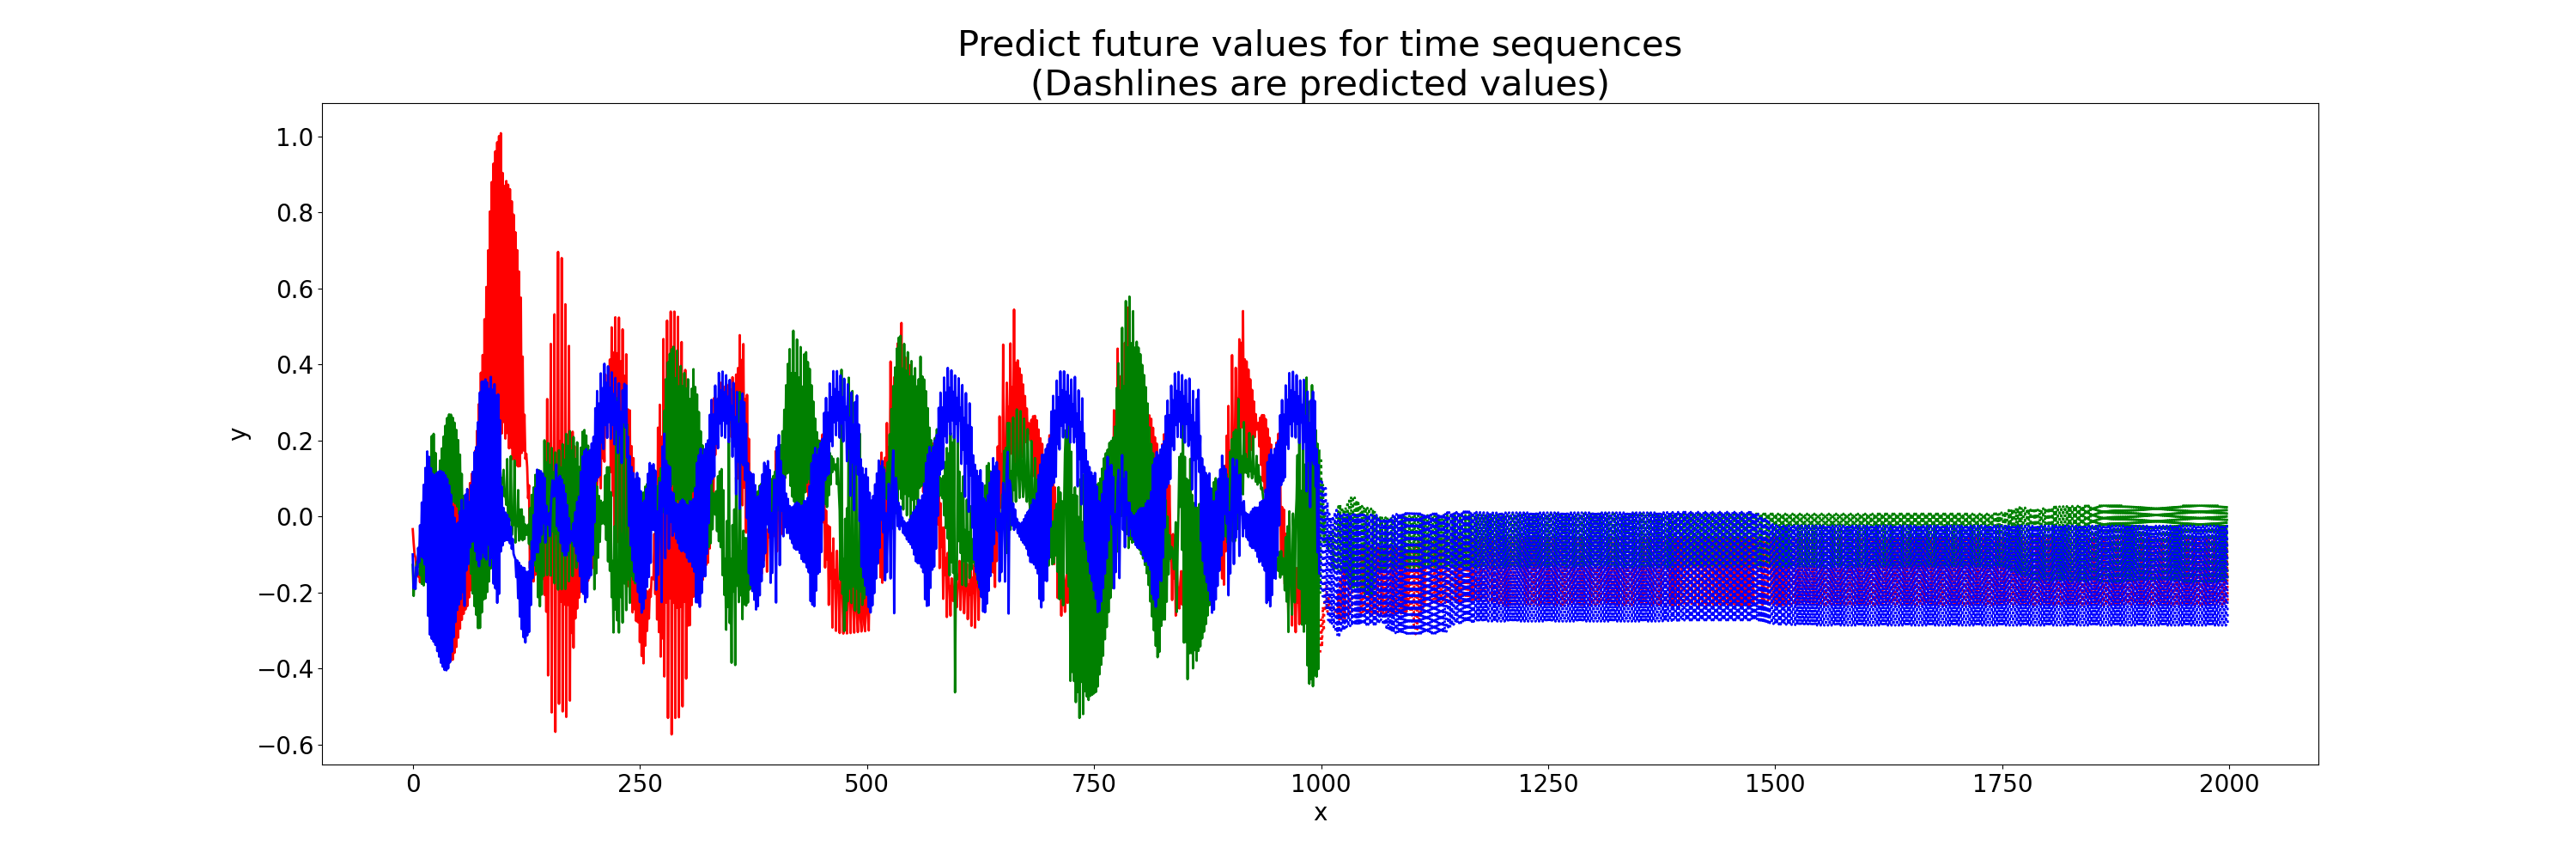 Predict future values for time sequences
(Dashlines are predicted values)
1.0
0.8
0.6
0.4
y
0.2
0.0
−0.2
−0.4
−0.6
0 250 500 750 1000 1250 1500 1750 2000
x